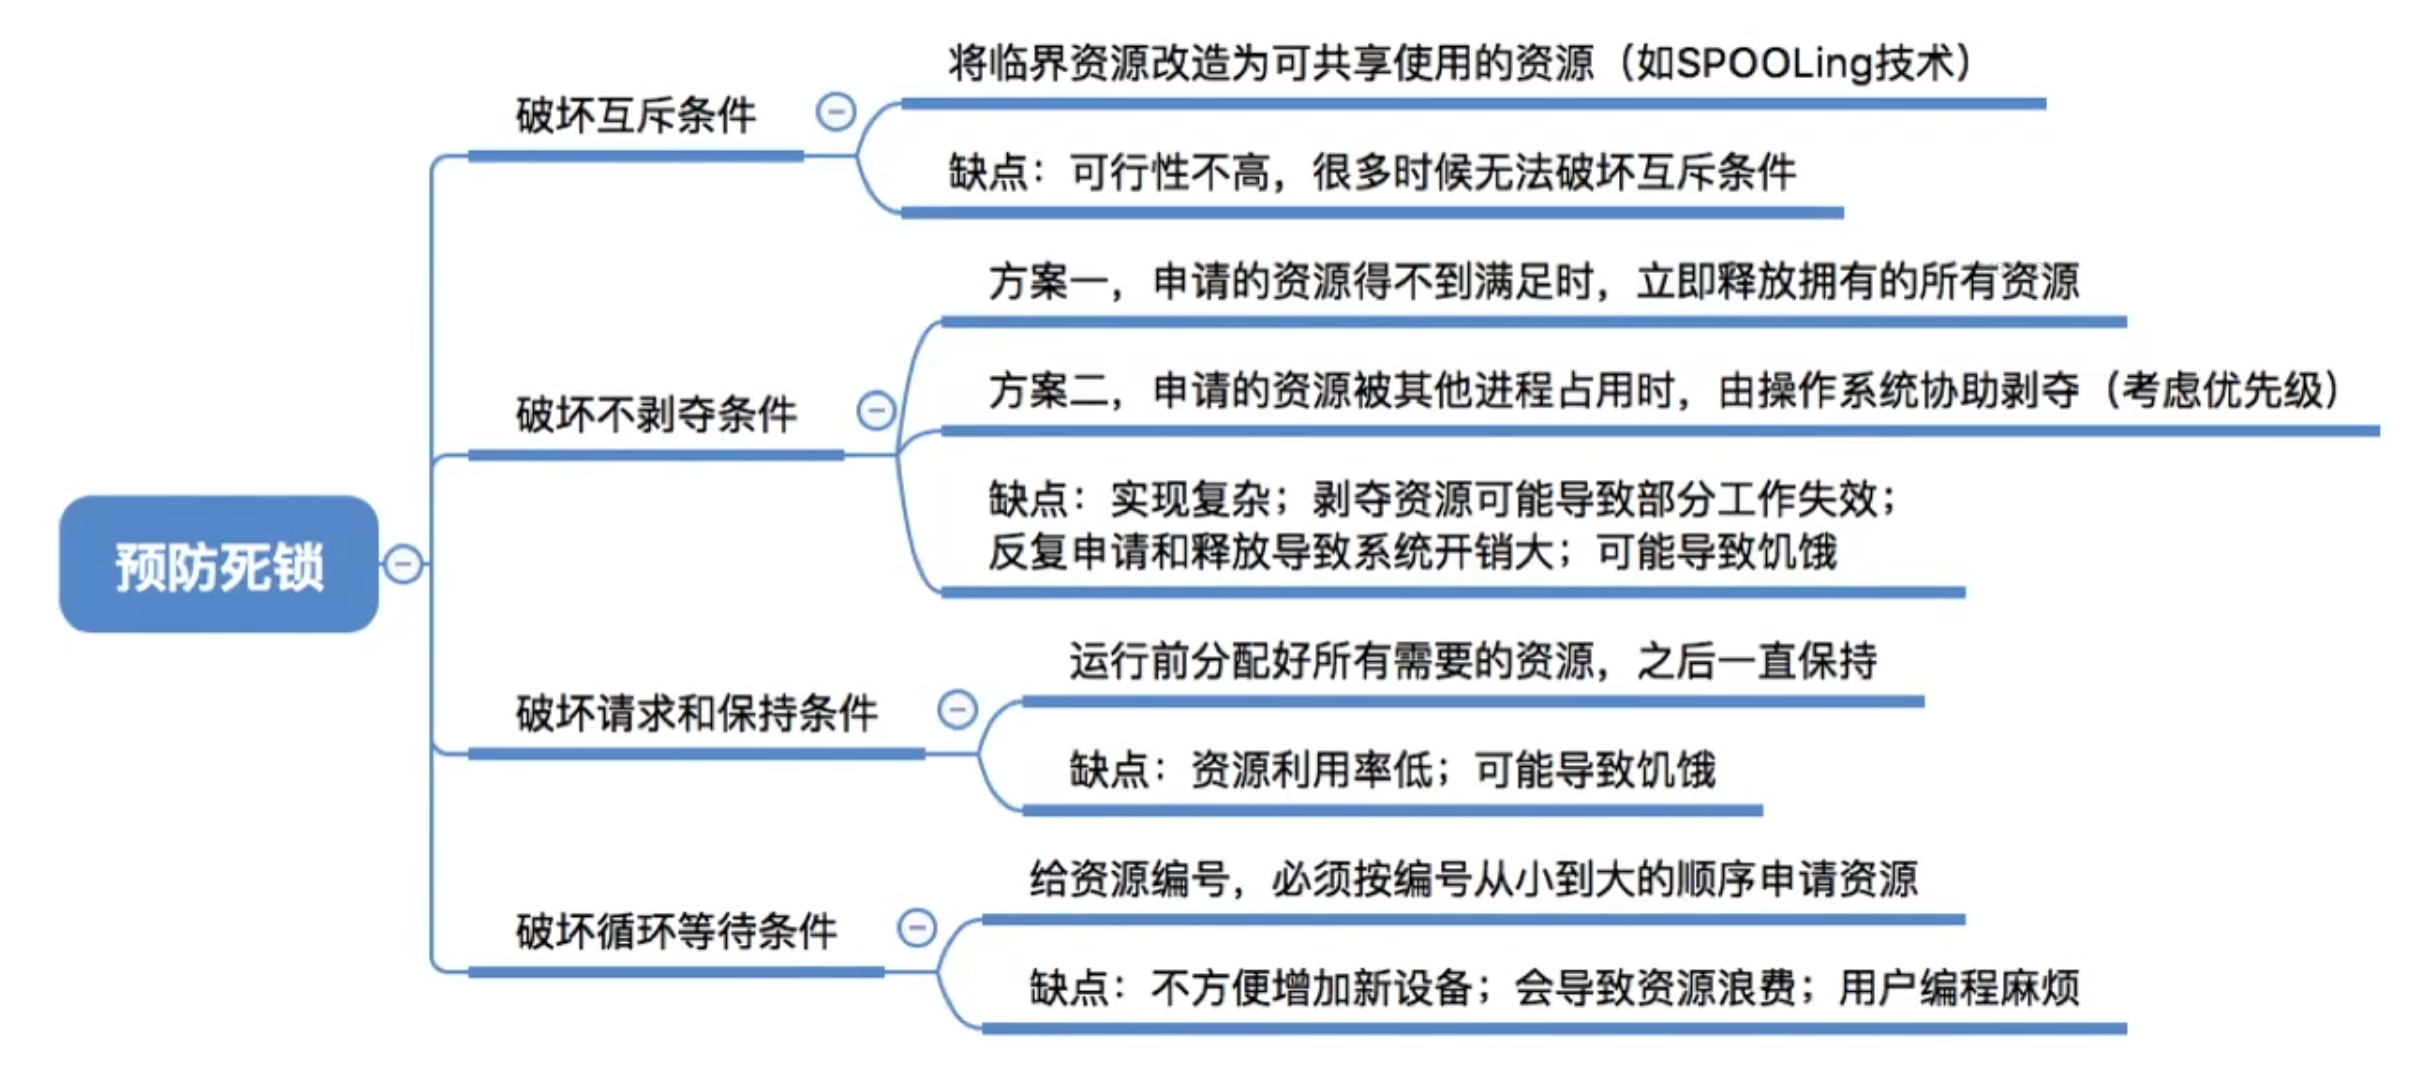 预防死锁
破坏互斥条件
将临界资源改造为可共享使用的资源（如SPOOLing技术）
缺点：可行性不高，很多时候无法破坏互斥条件
破坏不剥夺条件
方案一，申请的资源得不到满足时，立即释放拥有的所有资源
方案二，申请的资源被其他进程占用时，由操作系统协助剥夺（考虑优先级）
缺点：实现复杂；剥夺资源可能导致部分工作失效；
反复申请和释放导致系统开销大；可能导致饥饿
破坏请求和保持条件
运行前分配好所有需要的资源，之后一直保持
缺点：资源利用率低；可能导致饥饿
破坏循环等待条件
给资源编号，必须按编号从小到大的顺序申请资源
缺点：不方便增加新设备；会导致资源浪费；用户编程麻烦